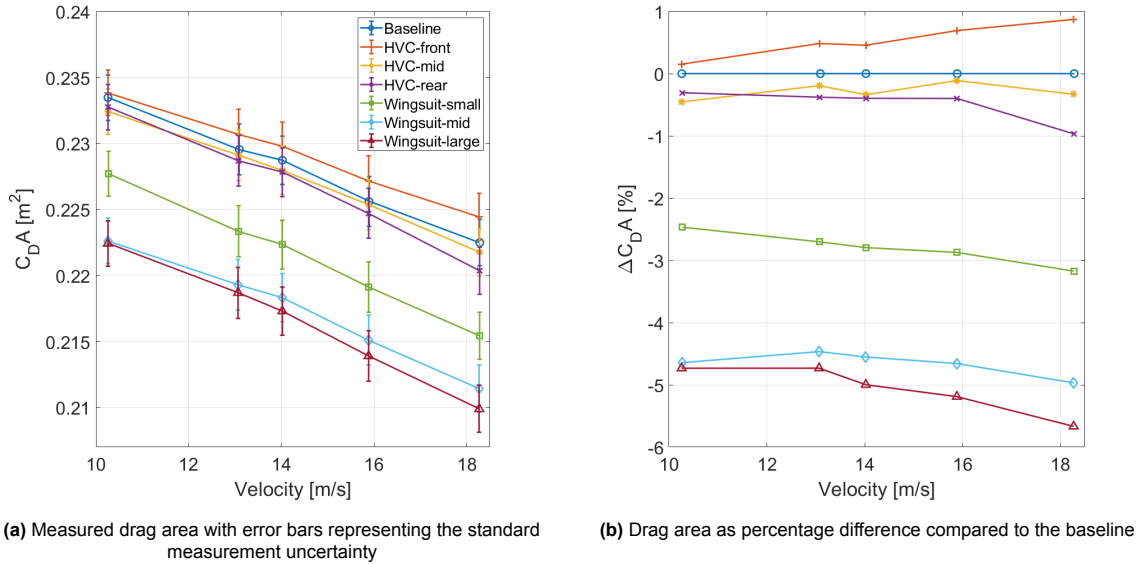 0.24
0.235
0.23
0.225
0.22
0.215
0.21
C_DA [m²]
10
12
14
16
18
Velocity [m/s]
Baseline
HVC-front
HVC-mid
HVC-rear
Wingsuit-small
Wingsuit-mid
Wingsuit-large
(a) Measured drag area with error bars representing the standard
measurement uncertainty
1
0
-1
-2
-3
-4
-5
-6
ΔC_DA [%]
10
12
14
16
18
Velocity [m/s]
(b) Drag area as percentage difference compared to the baseline